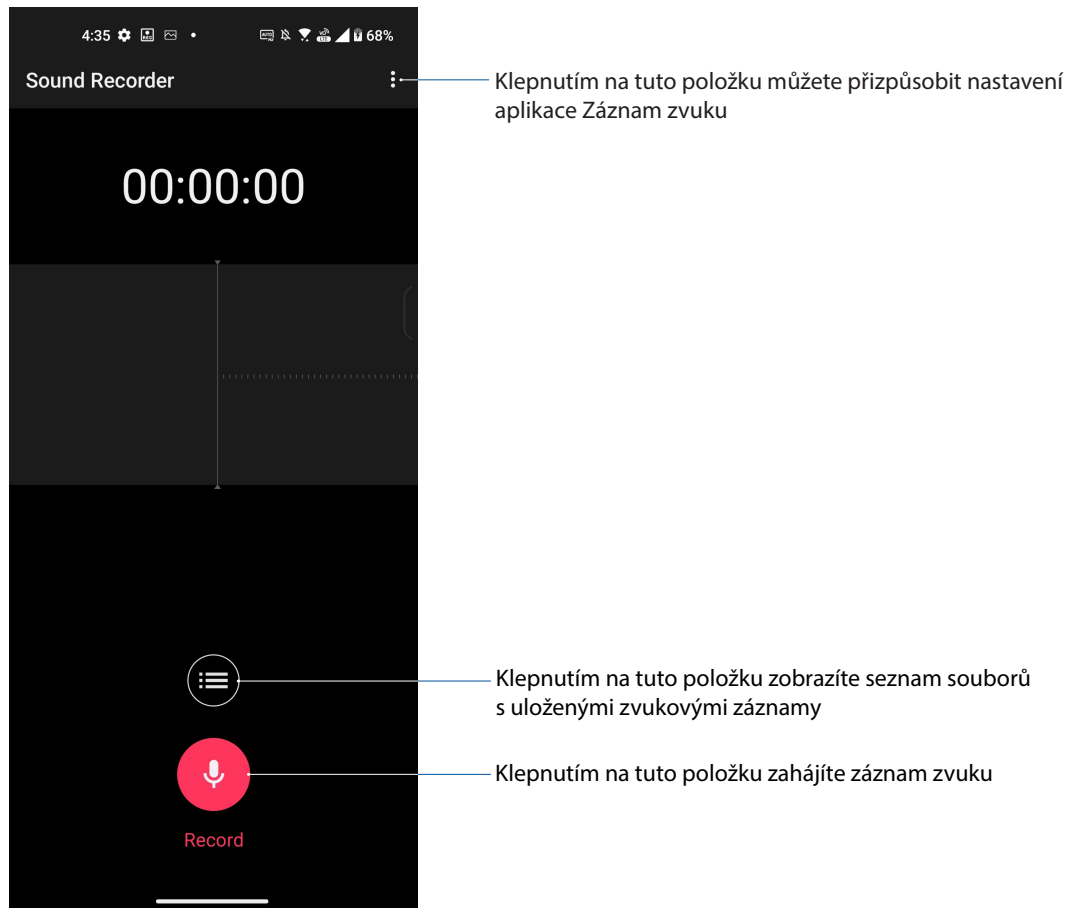 4:35 68%
Sound Recorder
Klepnutím na tuto položku můžete přizpůsobit nastavení
aplikace Záznam zvuku
00:00:00
Klepnutím na tuto položku zobrazíte seznam souborů
s uloženými zvukovými záznamy
Klepnutím na tuto položku zahájíte záznam zvuku
Record